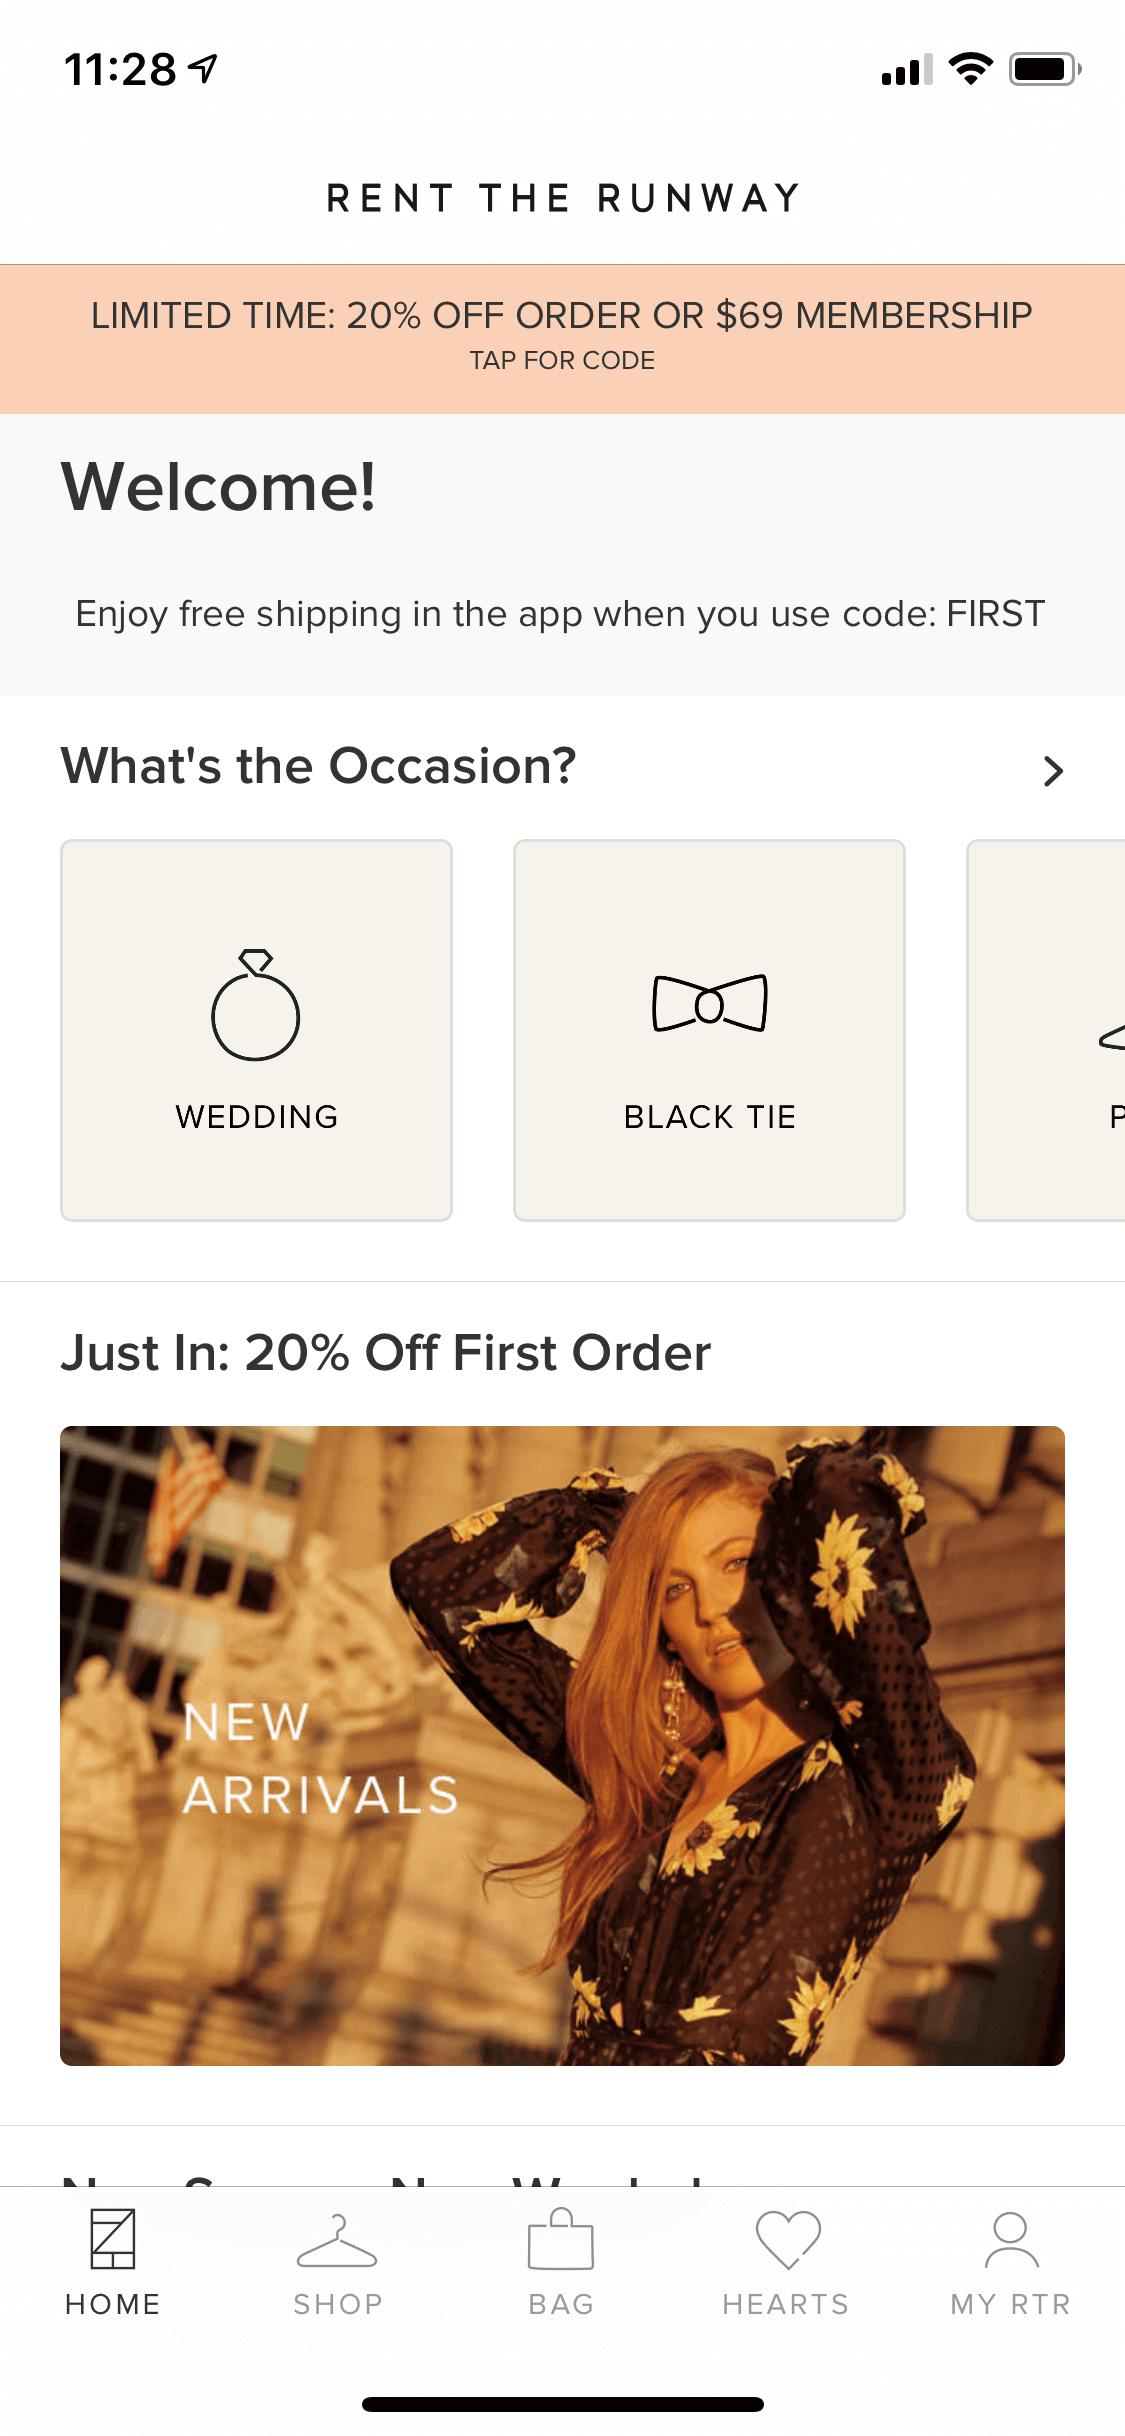 11:28
RENT THE RUNWAY
LIMITED TIME: 20% OFF ORDER OR $69 MEMBERSHIP
TAP FOR CODE
Welcome!
Enjoy free shipping in the app when you use code: FIRST
What's the Occasion?
WEDDING
BLACK TIE
P
Just In: 20% Off First Order
NEW
ARRIVALS
HOME
SHOP
BAG
HEARTS
MY RTR